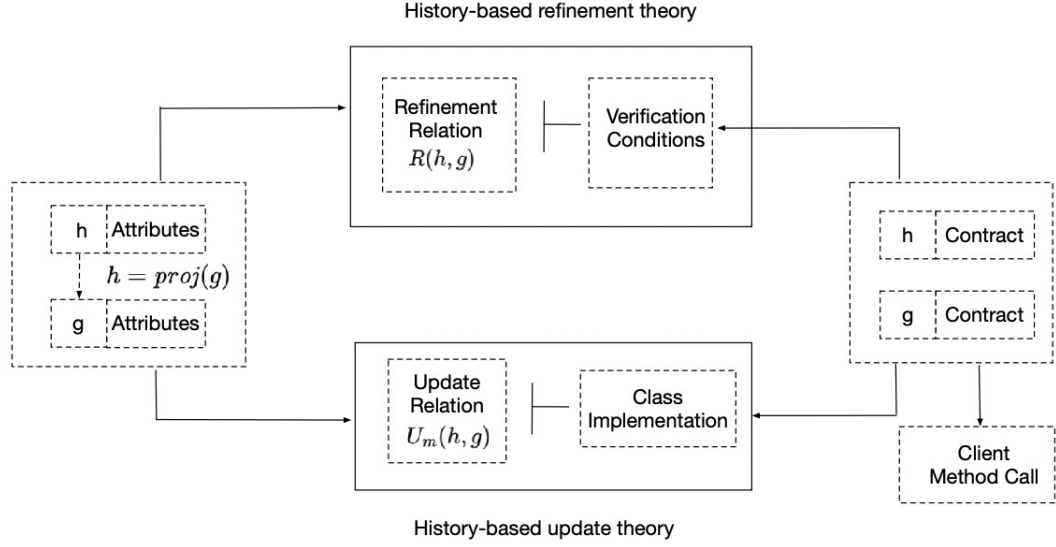 History-based refinement theory
Refinement
Relation
R(h, g)
Verification
Conditions
h Attributes
h = proj(g)
g Attributes
h Contract
g Contract
Update
Relation
U_m(h, g)
Class
Implementation
Client
Method Call
History-based update theory